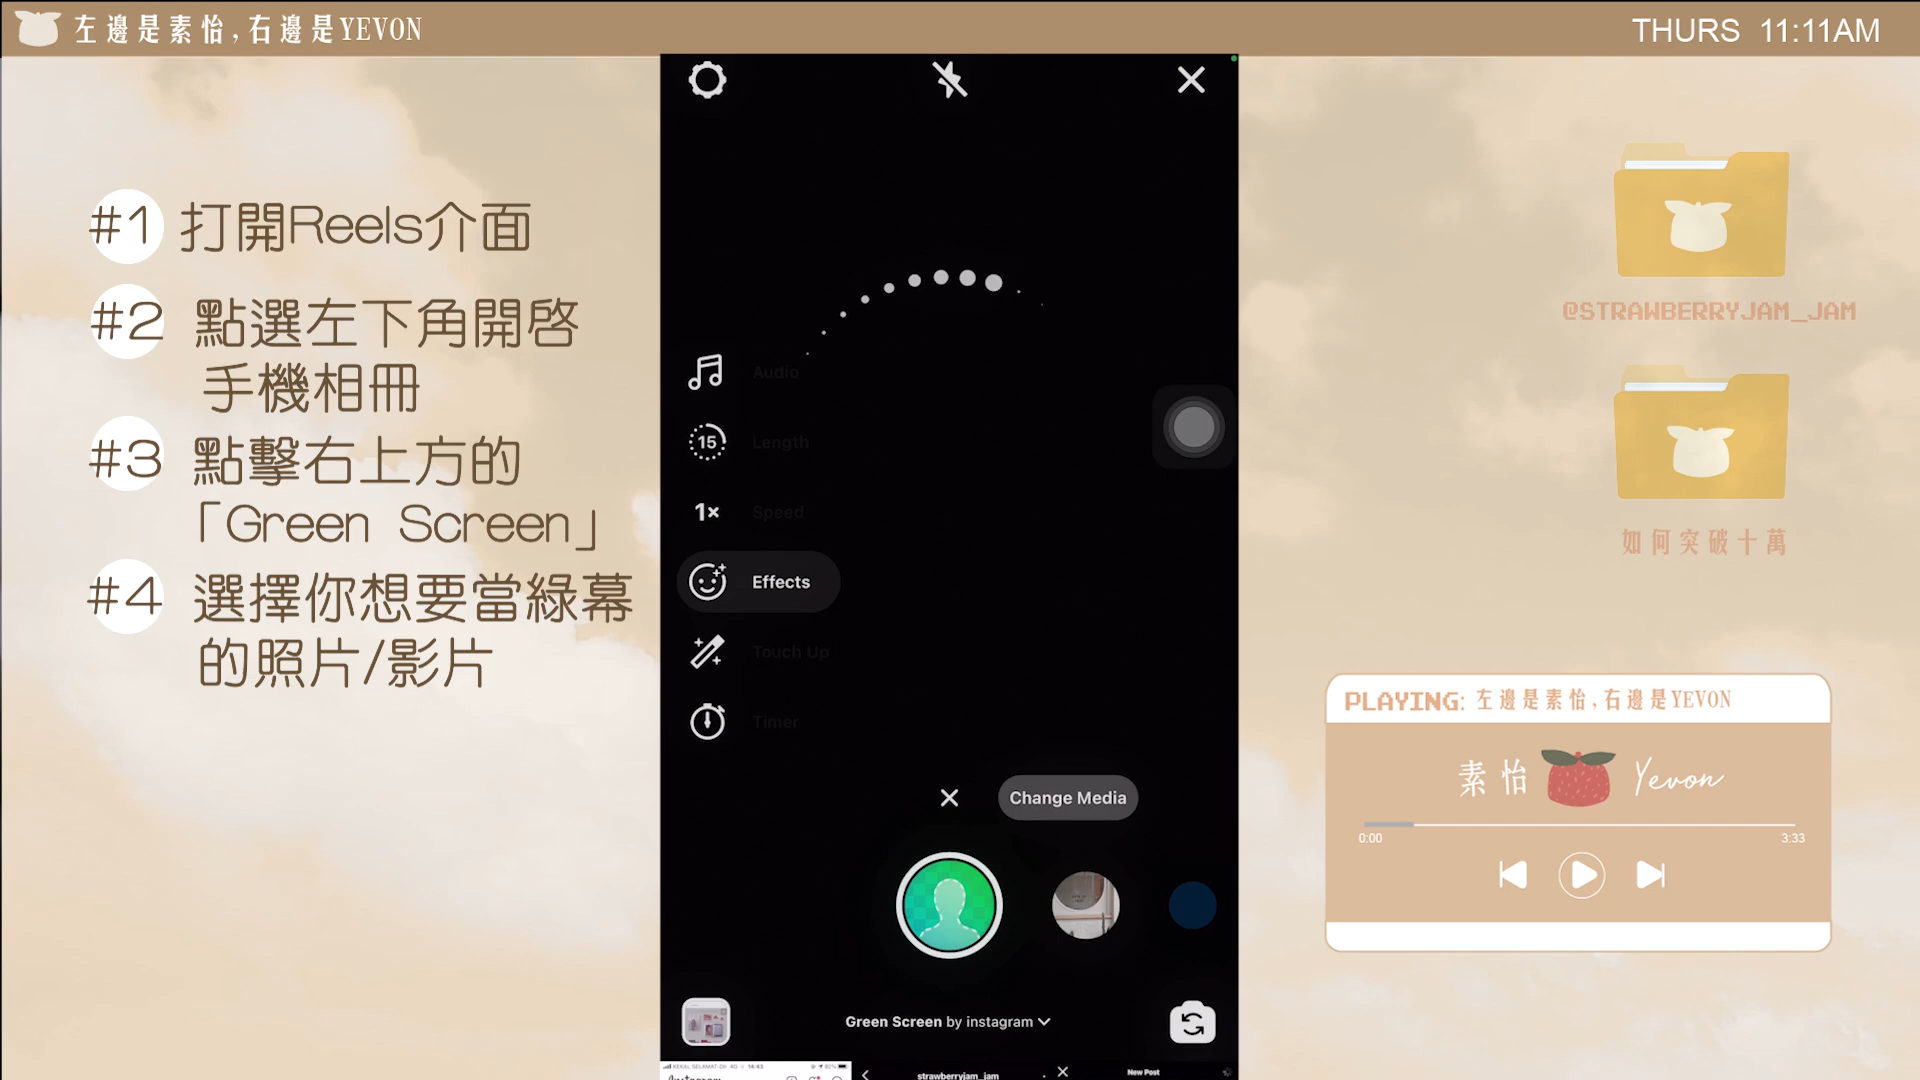 左邊是素怡,右邊是YEVON
THURS 11:11AM
#1 打開Reels介面
#2 點選左下角開啓
手機相冊
#3 點擊右上方的
「Green Screen」
#4 選擇你想要當綠幕
的照片/影片
Audio
15 Length
1× Speed
Effects
Touch Up
Timer
Change Media
Green Screen by instagram
strawberryjam_jam
New Post
@STRAWBERRYJAM_JAM
如何突破十萬
PLAYING: 左邊是素怡,右邊是YEVON
素怡 Yevon
0:00 3:33